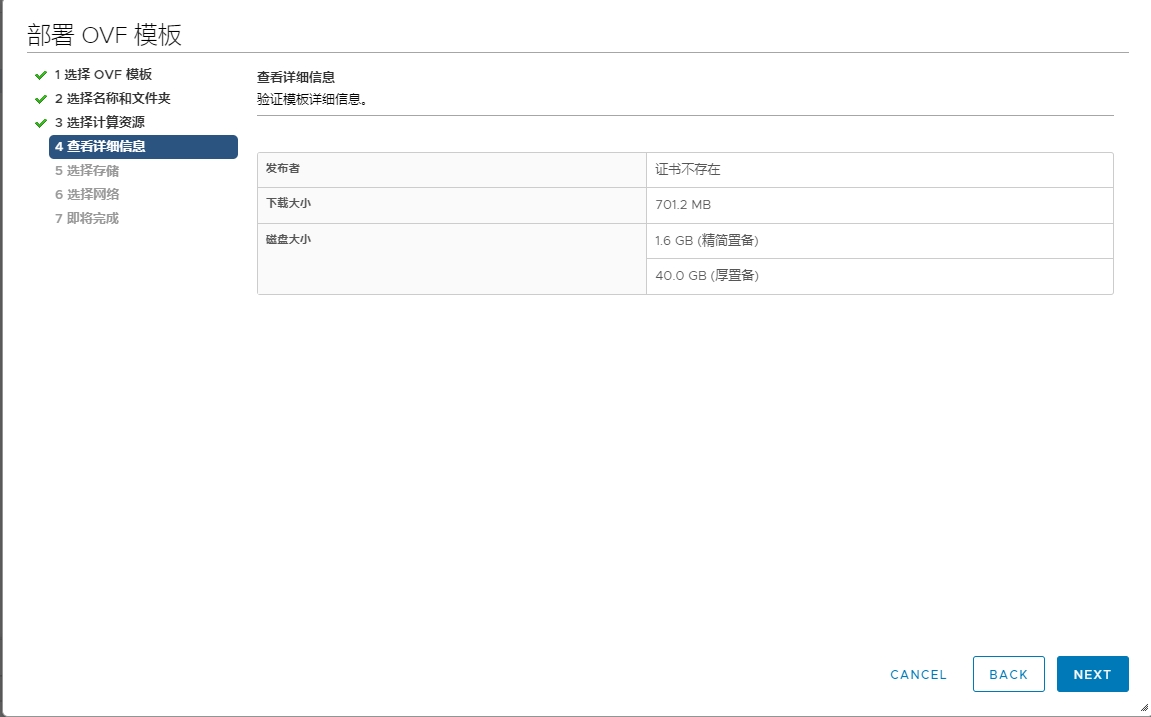 部署 OVF 模板
1 选择 OVF 模板
2 选择名称和文件夹
3 选择计算资源
4 查看详细信息
5 选择存储
6 选择网络
7 即将完成
查看详细信息
验证模板详细信息。
发布者 证书不存在
下载大小 701.2 MB
磁盘大小 1.6 GB (精简置备)
40.0 GB (厚置备)
CANCEL BACK NEXT